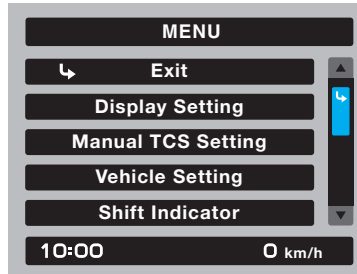 MENU
Exit
Display Setting
Manual TCS Setting
Vehicle Setting
Shift Indicator
10:00 0 km/h